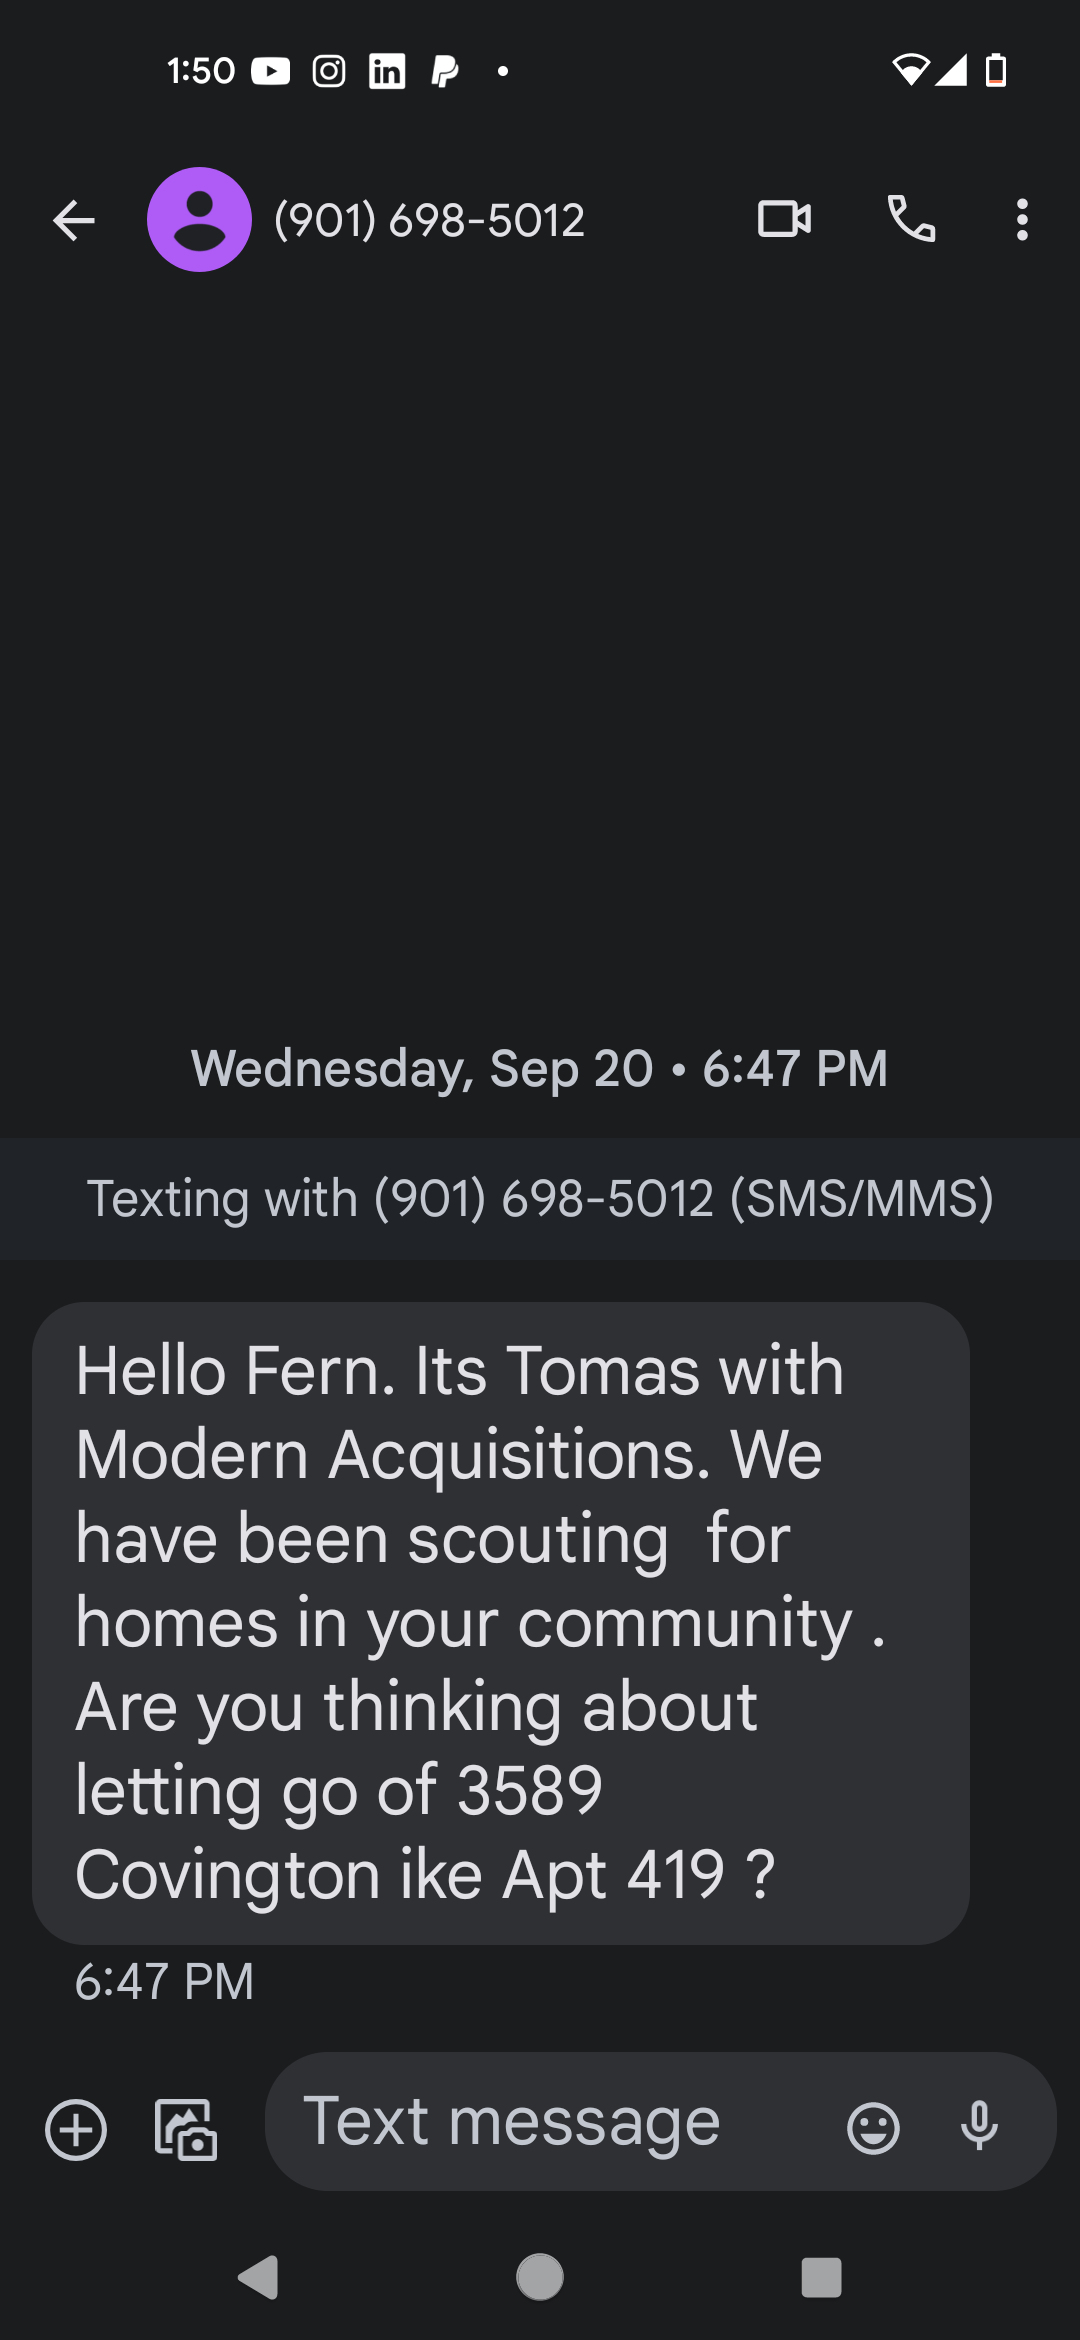 1:50
(901) 698-5012
Wednesday, Sep 20 • 6:47 PM
Texting with (901) 698-5012 (SMS/MMS)
Hello Fern. Its Tomas with
Modern Acquisitions. We
have been scouting  for
homes in your community .
Are you thinking about
letting go of 3589
Covington ike Apt 419 ?
6:47 PM
Text message